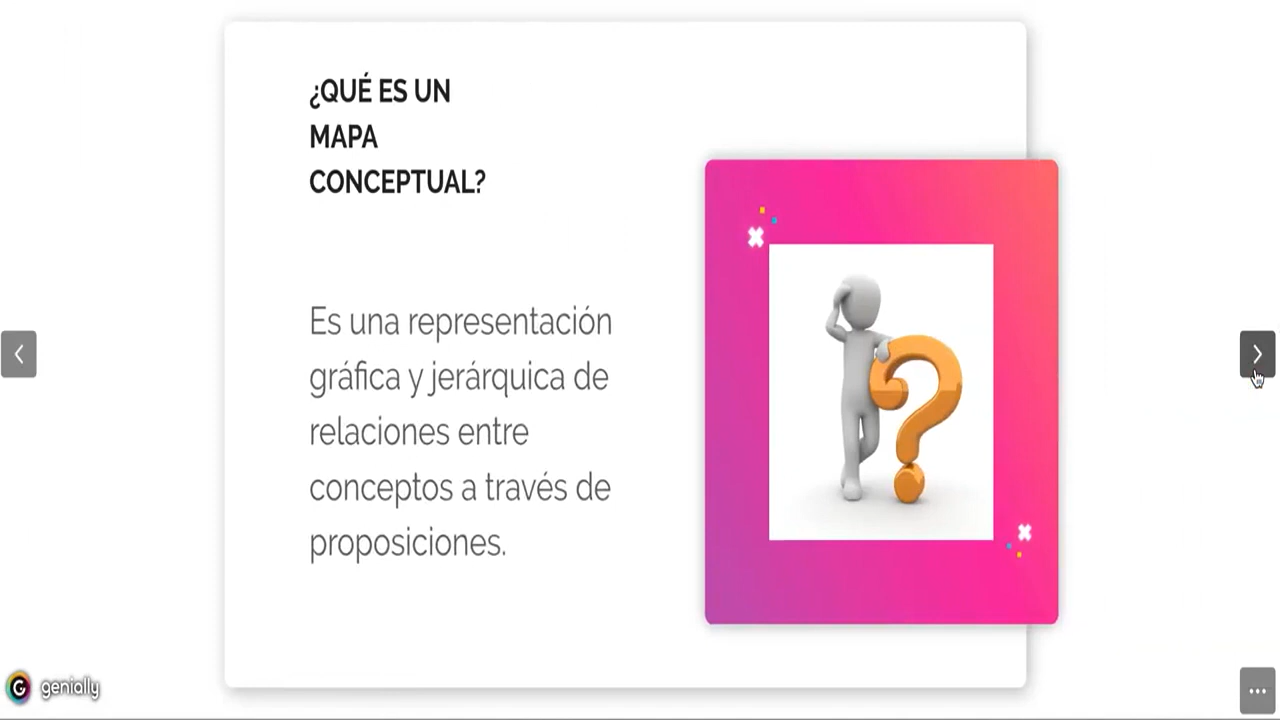 ¿QUÉ ES UN
MAPA
CONCEPTUAL?
Es una representación
gráfica y jerárquica de
relaciones entre
conceptos a través de
proposiciones.
genially